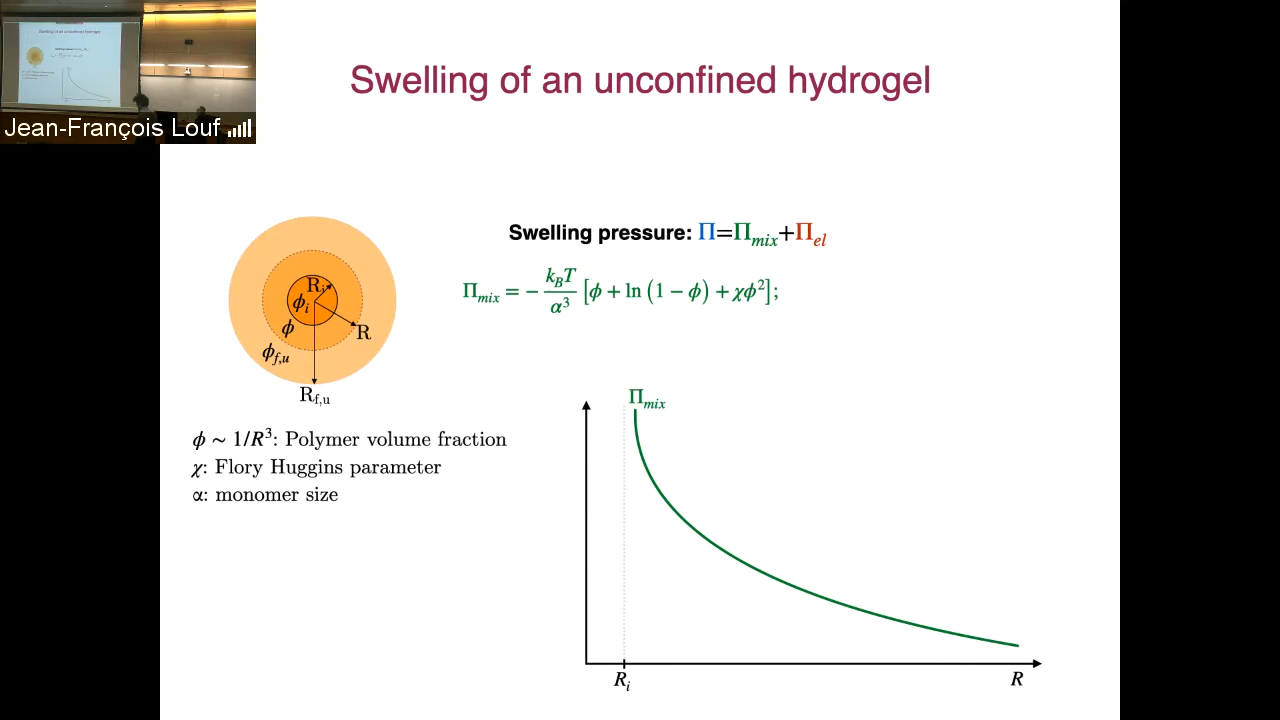 Swelling of an unconfined hydrogel
Jean-François Louf
Swelling pressure: Π=Π_mix+Π_el
Π_mix = − k_BT/α³ [ϕ + ln (1 − ϕ) + χϕ²];
R_i
ϕ_i
ϕ
R
ϕ_f,u
R_f,u
ϕ ~ 1/R³: Polymer volume fraction
χ: Flory Huggins parameter
α: monomer size
Π_mix
R_i
R